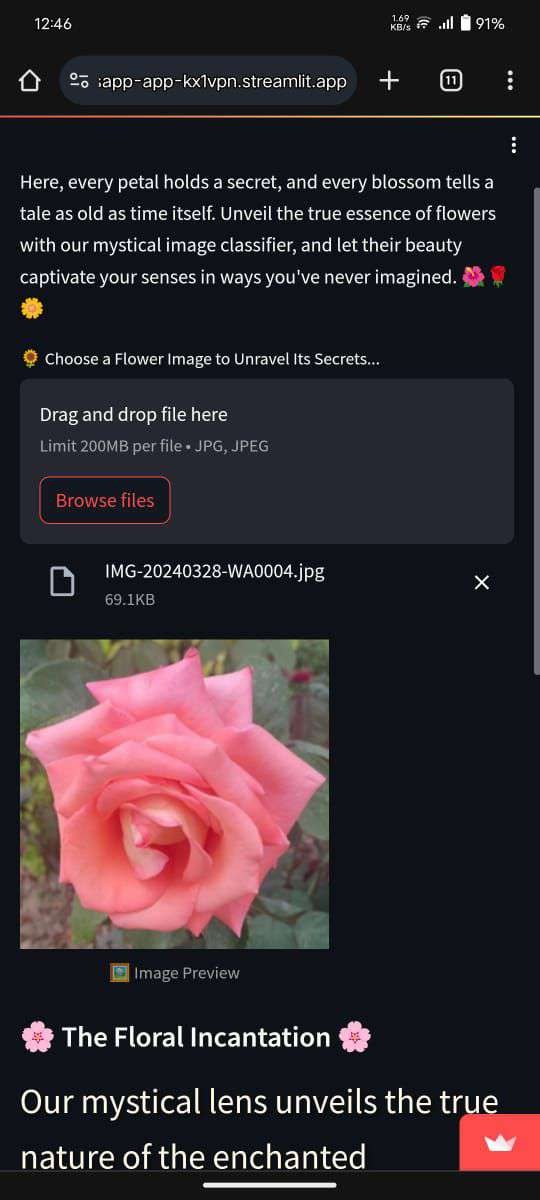 12:46
1.69
KB/s
91%
app-app-kx1vpn.streamlit.app
11
Here, every petal holds a secret, and every blossom tells a
tale as old as time itself. Unveil the true essence of flowers
with our mystical image classifier, and let their beauty
captivate your senses in ways you've never imagined. 🌺🌹
🌼
🌻 Choose a Flower Image to Unravel Its Secrets...
Drag and drop file here
Limit 200MB per file • JPG, JPEG
Browse files
IMG-20240328-WA0004.jpg
69.1KB
🖼️ Image Preview
🌸 The Floral Incantation 🌸
Our mystical lens unveils the true
nature of the enchanted